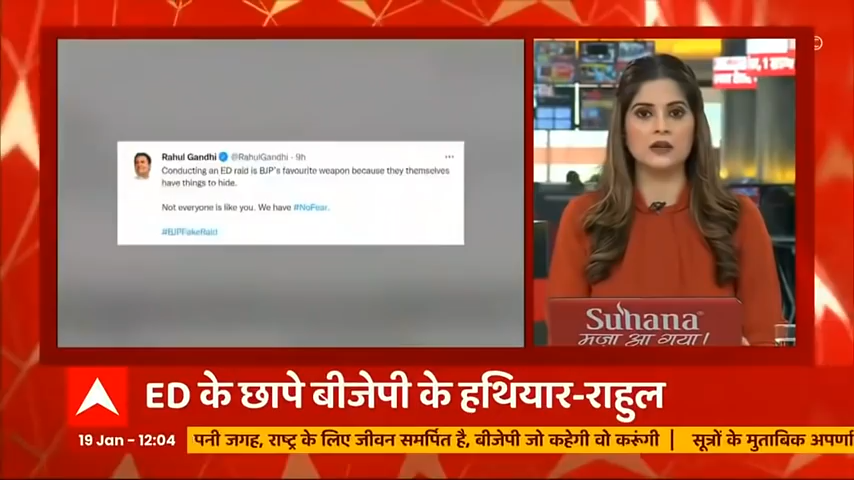 Rahul Gandhi @RahulGandhi · 9h
Conducting an ED raid is BJP's favourite weapon because they themselves
have things to hide.
Not everyone is like you. We have #NoFear.
#BJPFakeRaid
Suhana
मज़ा आ गया!
ED के छापे बीजेपी के हथियार-राहुल
19 Jan - 12:04
पनी जगह, राष्ट्र के लिए जीवन समर्पित है, बीजेपी जो कहेगी वो करूंगी | सूत्रों के मुताबिक अपर्णा